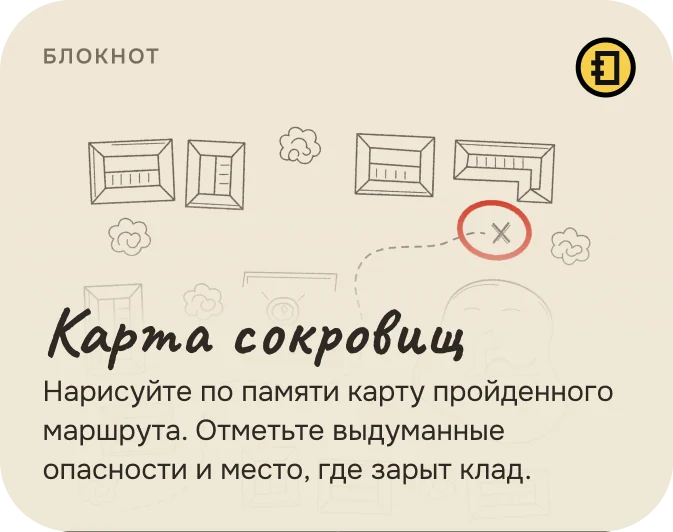 БЛОКНОТ
Карта сокровищ
Нарисуйте по памяти карту пройденного
маршрута. Отметьте выдуманные
опасности и место, где зарыт клад.